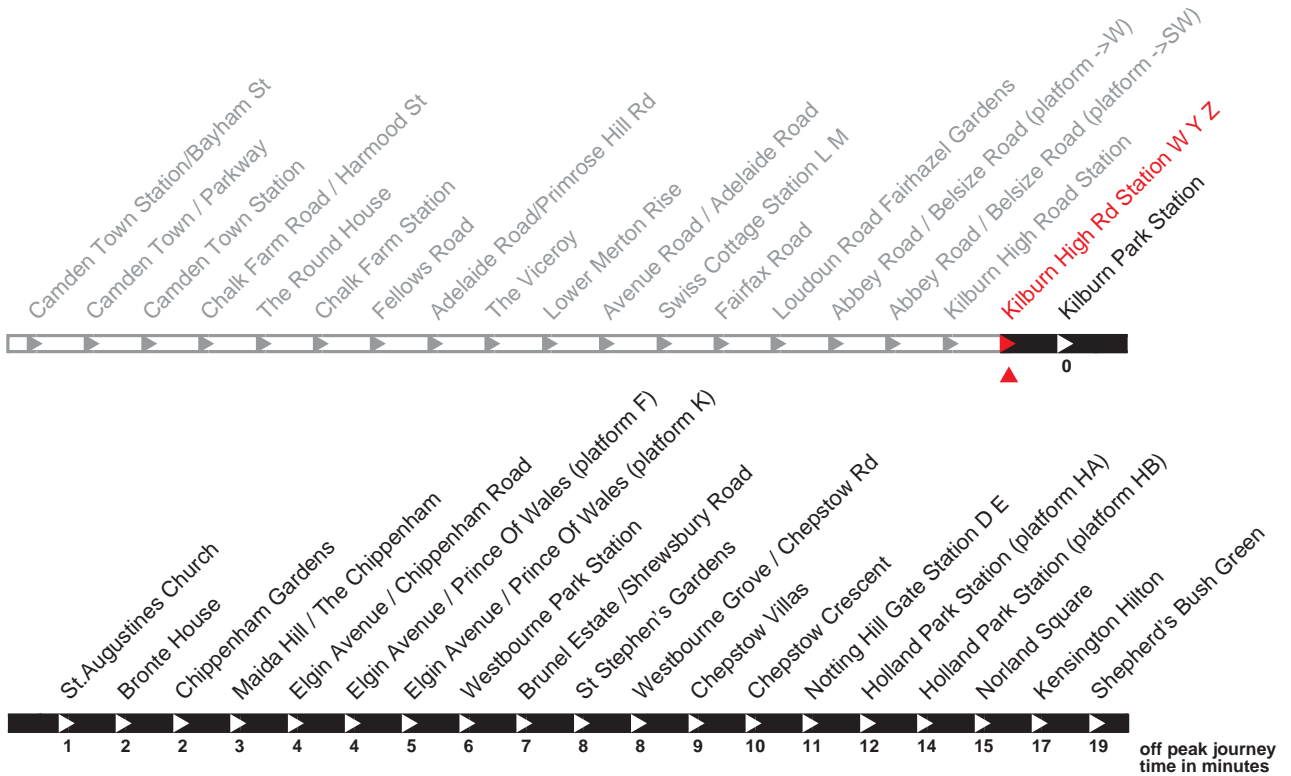 Camden Town Station/Bayham St
Camden Town / Parkway
Camden Town Station
Chalk Farm Road / Harmood St
The Round House
Chalk Farm Station
Fellows Road
Adelaide Road/Primrose Hill Rd
The Viceroy
Lower Merton Rise
Avenue Road / Adelaide Road
Swiss Cottage Station L M
Fairfax Road
Loudoun Road Fairhazel Gardens
Abbey Road / Belsize Road (platform ->W)
Abbey Road / Belsize Road (platform ->SW)
Kilburn High Road Station
Kilburn High Rd Station W Y Z
Kilburn Park Station
0
St.Augustines Church
Bronte House
Chippenham Gardens
Maida Hill / The Chippenham
Elgin Avenue / Chippenham Road
Elgin Avenue / Prince Of Wales (platform F)
Elgin Avenue / Prince Of Wales (platform K)
Westbourne Park Station
Brunel Estate /Shrewsbury Road
St Stephen's Gardens
Westbourne Grove / Chepstow Rd
Chepstow Villas
Chepstow Crescent
Notting Hill Gate Station D E
Holland Park Station (platform HA)
Holland Park Station (platform HB)
Norland Square
Kensington Hilton
Shepherd's Bush Green
1 2 2 3 4 4 5 6 7 8 8 9 10 11 12 14 15 17 19
off peak journey
time in minutes